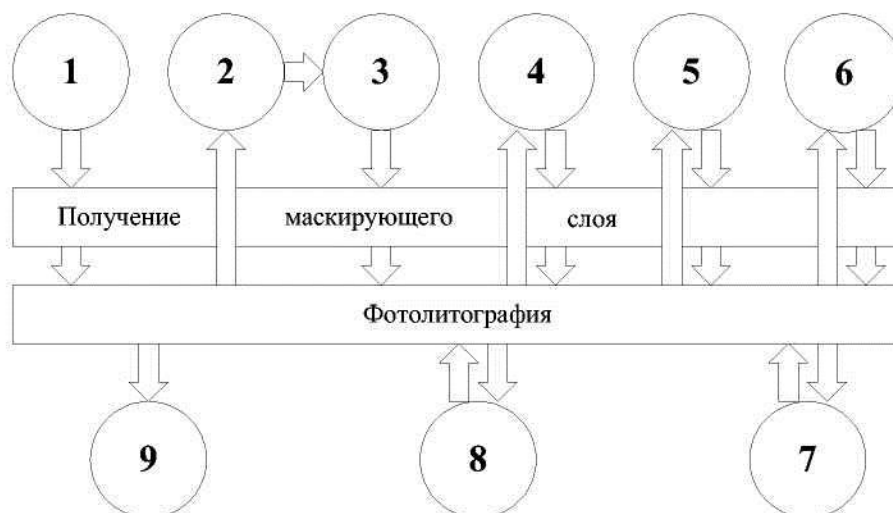 1 2 3 4 5 6
Получение маскирующего слоя
Фотолитография
9 8 7